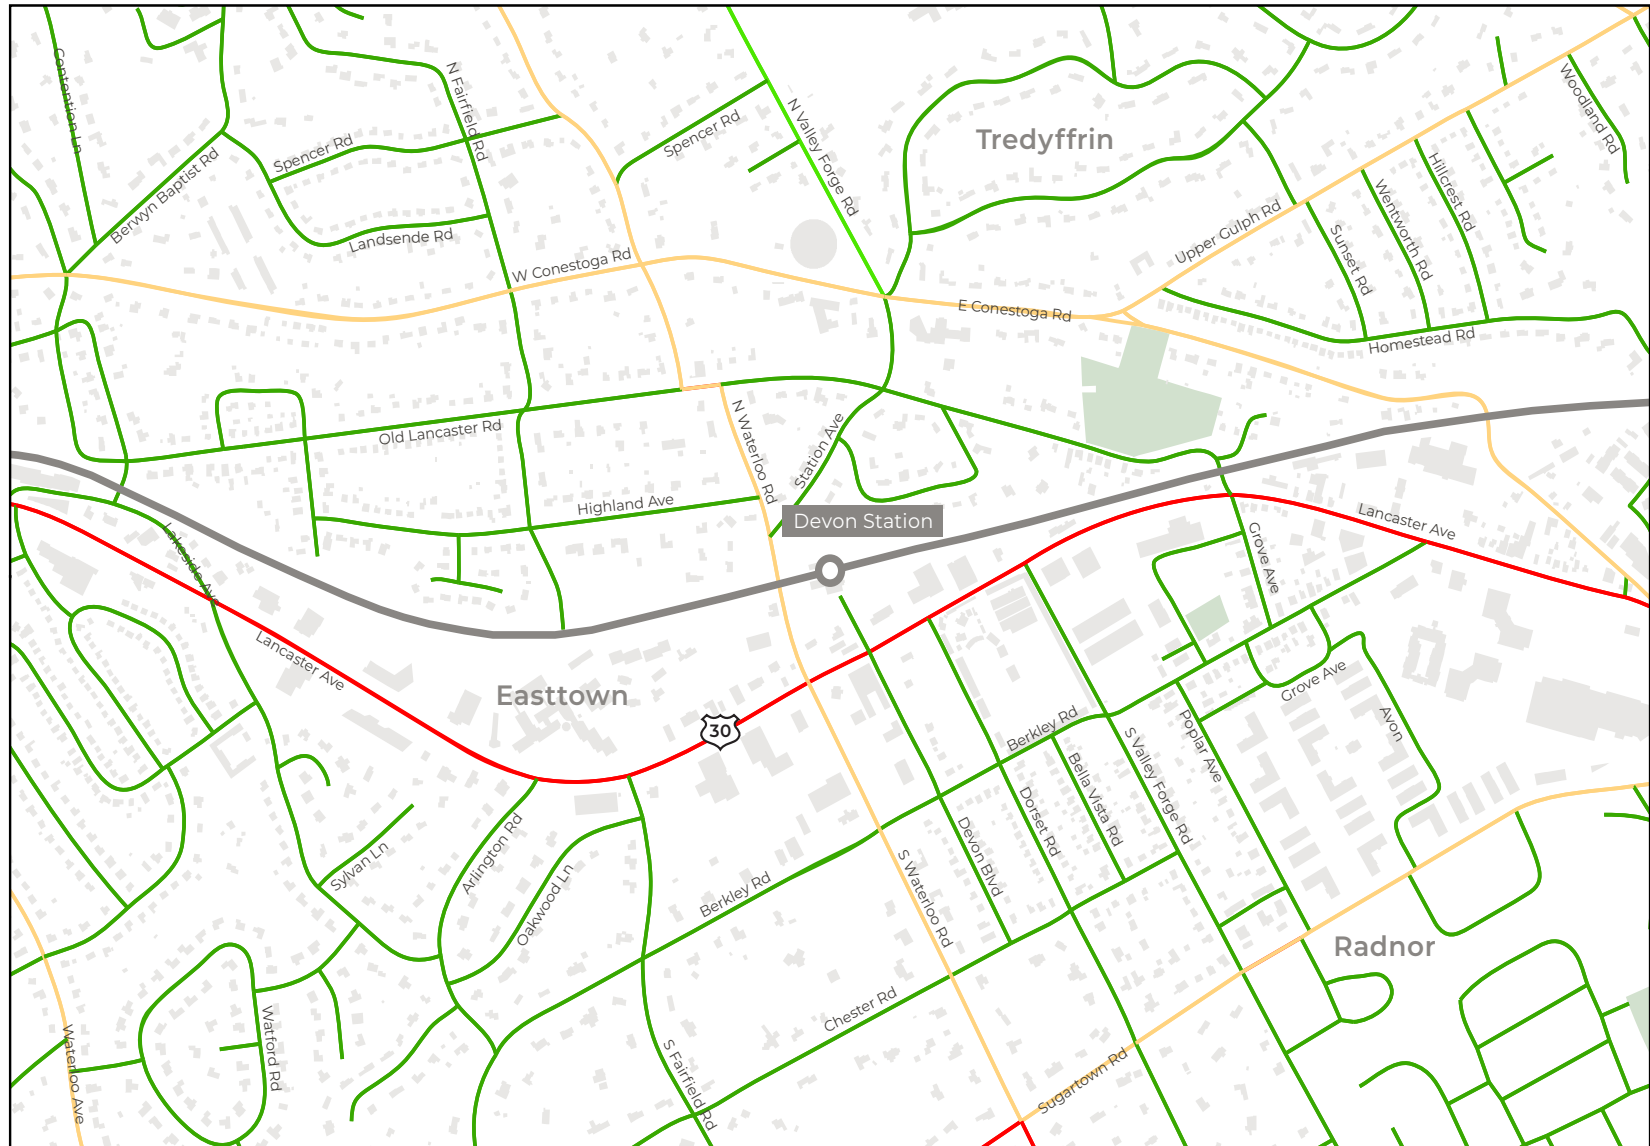 Contention Ln
N Fairfield Rd
Spencer Rd
Berwyn Baptist Rd
Landsende Rd
Spencer Rd
N Valley Forge Rd
Tredyffrin
Woodland Rd
Hillcrest Rd
Wentworth Rd
Upper Gulph Rd
Sunset Rd
W Conestoga Rd
E Conestoga Rd
Homestead Rd
Old Lancaster Rd
N Waterloo Rd
Station Ave
Highland Ave
Devon Station
Lancaster Ave
Lakeside Ave
Grove Ave
Lancaster Ave
Easttown
30
Grove Ave
Berkley Rd
Poplar Ave
Avon
S Valley Forge Rd
Bella Vista Rd
Dorset Rd
Devon Blvd
Sylvan Ln
Arlington Rd
Oakwood Ln
Berkley Rd
S Waterloo Rd
Radnor
Chester Rd
Waterloo Ave
Watford Rd
S Fairfield Rd
Sugartown Rd